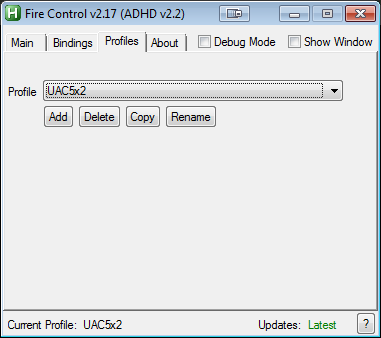 H Fire Control v2.17 (ADHD v2.2)
Main Bindings Profiles About Debug Mode Show Window
Profile UAC5x2
Add Delete Copy Rename
Current Profile: UAC5x2 Updates: Latest ?